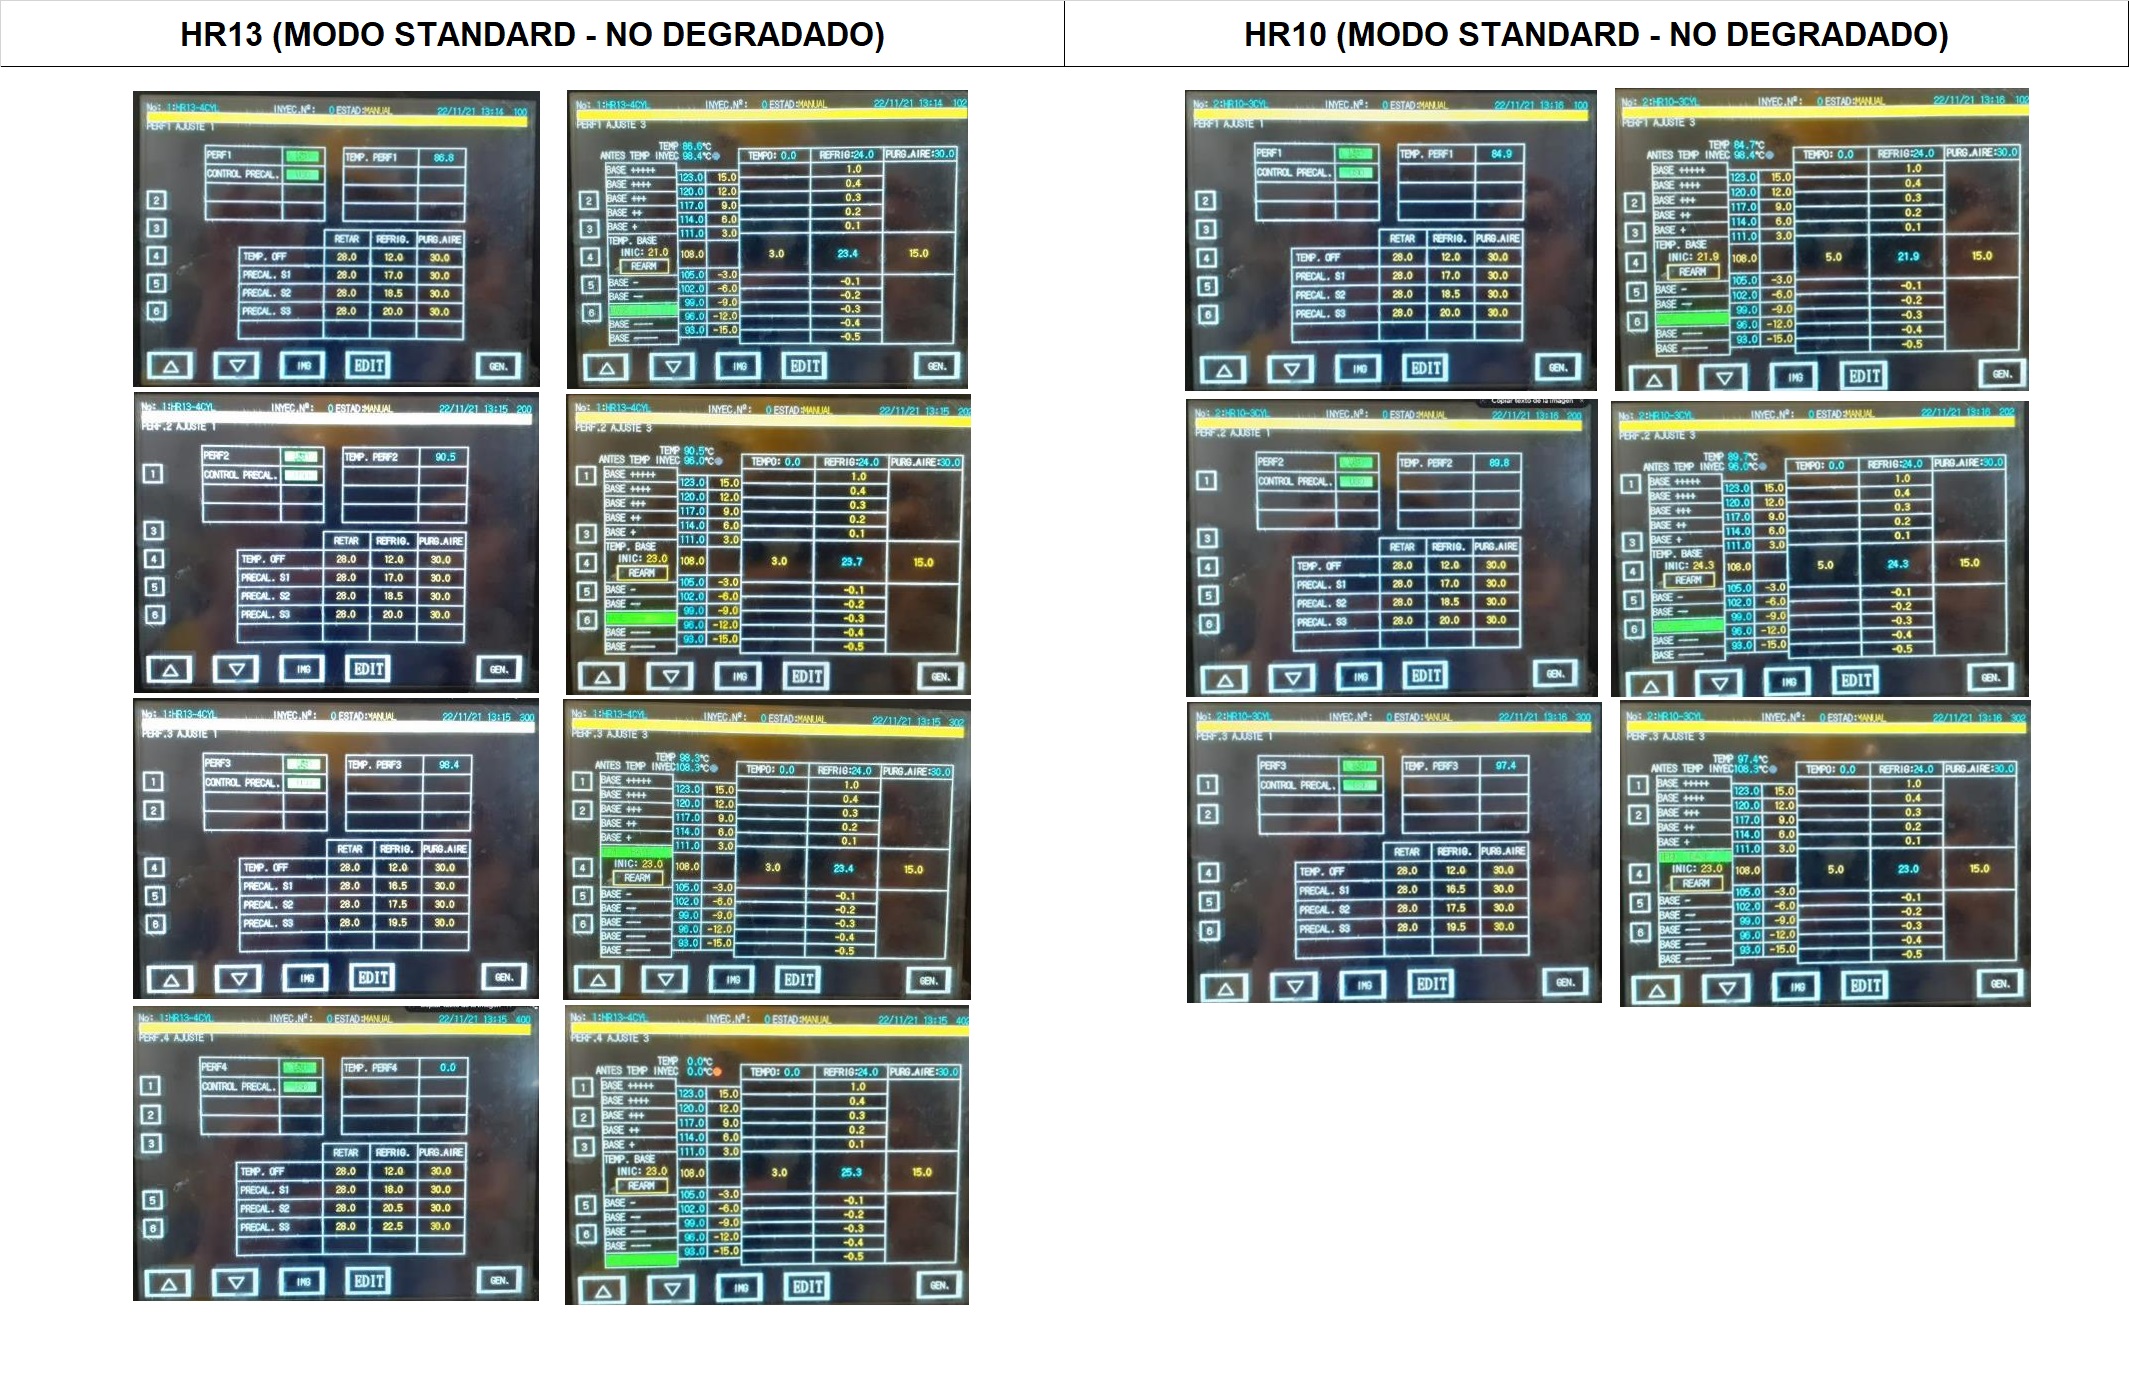 HR13 (MODO STANDARD - NO DEGRADADO)
HR10 (MODO STANDARD - NO DEGRADADO)
No: 1:HR13-4CYL INYEC.Nº: 0 ESTAD:MANUAL 22/11/21 13:14 100
PERF1 AJUSTE 1
PERF1 TEMP. PERF1 86.8
CONTROL PRECAL.
2
3
RETAR REFRIG. PURG.AIRE
4 TEMP. OFF 28.0 12.0 30.0
5 PRECAL. S1 28.0 17.0 30.0
PRECAL. S2 28.0 18.5 30.0
6 PRECAL. S3 28.0 20.0 30.0
IMG EDIT GEN.
No: 1:HR13-4CYL INYEC.Nº: 0 ESTAD:MANUAL 22/11/21 13:14 102
PERF1 AJUSTE 3
TEMP 86.6ºC
ANTES TEMP INYEC 98.4ºC TEMPO: 0.0 REFRIG:24.0 PURG.AIRE:30.0
BASE +++++ 1.0
123.0 15.0
BASE ++++ 0.4
120.0 12.0
2 BASE +++ 0.3
117.0 9.0
BASE ++ 0.2
114.0 6.0
3 BASE + 0.1
111.0 3.0
TEMP. BASE
4 INIC: 21.0 108.0 3.0 23.4 15.0
REARM
105.0 -3.0
5 BASE - -0.1
102.0 -6.0
BASE -- -0.2
99.0 -9.0
6 -0.3
96.0 -12.0
BASE ---- -0.4
93.0 -15.0
BASE ----- -0.5
IMG EDIT GEN.
No: 2:HR10-3CYL INYEC.Nº: 0 ESTAD:MANUAL 22/11/21 13:16 100
PERF1 AJUSTE 1
PERF1 TEMP. PERF1 84.9
CONTROL PRECAL.
2
3
RETAR REFRIG. PURG.AIRE
4 TEMP. OFF 28.0 12.0 30.0
5 PRECAL. S1 28.0 17.0 30.0
PRECAL. S2 28.0 18.5 30.0
6 PRECAL. S3 28.0 20.0 30.0
IMG EDIT GEN.
No: 2:HR10-3CYL INYEC.Nº: 0 ESTAD:MANUAL 22/11/21 13:16
PERF1 AJUSTE 3
TEMP 84.7ºC
ANTES TEMP INYEC 98.4ºC TEMPO: 0.0 REFRIG:24.0 PURG.AIRE:30.0
BASE +++++ 1.0
123.0 15.0
BASE ++++ 0.4
120.0 12.0
2 BASE +++ 0.3
117.0 9.0
BASE ++ 0.2
114.0 6.0
3 BASE + 0.1
111.0 3.0
TEMP. BASE
4 INIC: 21.9 108.0 5.0 21.9 15.0
REARM
105.0 -3.0
5 BASE - -0.1
102.0 -6.0
BASE -- -0.2
99.0 -9.0
6 -0.3
96.0 -12.0
BASE ---- -0.4
93.0 -15.0
BASE ----- -0.5
IMG EDIT GEN.
No: 1:HR13-4CYL INYEC.Nº: 0 ESTAD:MANUAL 22/11/21 13:15 200
PERF.2 AJUSTE 1
PERF2 TEMP. PERF2 90.5
1 CONTROL PRECAL.
3 RETAR REFRIG. PURG.AIRE
4 TEMP. OFF 28.0 12.0 30.0
5 PRECAL. S1 28.0 17.0 30.0
PRECAL. S2 28.0 18.5 30.0
6 PRECAL. S3 28.0 20.0 30.0
IMG EDIT GEN.
No: 1:HR13-4CYL INYEC.Nº: 0 ESTAD:MANUAL 22/11/21 13:15
PERF.2 AJUSTE 3
TEMP 90.5ºC
ANTES TEMP INYEC 96.0ºC TEMPO: 0.0 REFRIG:24.0 PURG.AIRE:30.0
1 BASE +++++ 1.0
123.0 15.0
BASE ++++ 0.4
120.0 12.0
BASE +++ 0.3
117.0 9.0
BASE ++ 0.2
114.0 6.0
3 BASE + 0.1
111.0 3.0
TEMP. BASE
4 INIC: 23.0 108.0 3.0 23.7 15.0
REARM
105.0 -3.0
5 BASE - -0.1
102.0 -6.0
BASE -- -0.2
99.0 -9.0
6 -0.3
96.0 -12.0
BASE ---- -0.4
93.0 -15.0
BASE ----- -0.5
IMG EDIT GEN.
Copiar texto de la imagen
No: 2:HR10-3CYL INYEC.Nº: 0 ESTAD:MANUAL 22/11/21 13:16 200
PERF.2 AJUSTE 1
PERF2 TEMP. PERF2 89.8
1 CONTROL PRECAL.
3 RETAR REFRIG. PURG.AIRE
4 TEMP. OFF 28.0 12.0 30.0
5 PRECAL. S1 28.0 17.0 30.0
PRECAL. S2 28.0 18.5 30.0
6 PRECAL. S3 28.0 20.0 30.0
IMG EDIT GEN.
No: 2:HR10-3CYL INYEC.Nº: 0 ESTAD:MANUAL 22/11/21 13:16 202
PERF.2 AJUSTE 3
TEMP 89.7ºC
ANTES TEMP INYEC 96.0ºC TEMPO: 0.0 REFRIG:24.0 PURG.AIRE:30.0
1 BASE +++++ 1.0
123.0 15.0
BASE ++++ 0.4
120.0 12.0
BASE +++ 0.3
117.0 9.0
BASE ++ 0.2
114.0 6.0
3 BASE + 0.1
111.0 3.0
TEMP. BASE
4 INIC: 24.3 108.0 5.0 24.3 15.0
REARM
105.0 -3.0
5 BASE - -0.1
102.0 -6.0
BASE -- -0.2
99.0 -9.0
6 -0.3
96.0 -12.0
BASE ---- -0.4
93.0 -15.0
BASE ----- -0.5
IMG EDIT GEN.
No: 1:HR13-4CYL INYEC.Nº: 0 ESTAD:MANUAL 22/11/21 13:15 300
PERF.3 AJUSTE 1
PERF3 TEMP. PERF3 98.4
1 CONTROL PRECAL.
2
RETAR REFRIG. PURG.AIRE
4 TEMP. OFF 28.0 12.0 30.0
5 PRECAL. S1 28.0 16.5 30.0
PRECAL. S2 28.0 17.5 30.0
6 PRECAL. S3 28.0 19.5 30.0
IMG EDIT GEN.
No: 1:HR13-4CYL INYEC.Nº: 0 ESTAD:MANUAL 22/11/21 13:15 302
PERF.3 AJUSTE 3
TEMP 98.3ºC
ANTES TEMP INYEC108.3ºC TEMPO: 0.0 REFRIG:24.0 PURG.AIRE:30.0
1 BASE +++++ 1.0
123.0 15.0
BASE ++++ 0.4
120.0 12.0
2 BASE +++ 0.3
117.0 9.0
BASE ++ 0.2
114.0 6.0
BASE + 0.1
111.0 3.0
4 INIC: 23.0 108.0 3.0 23.4 15.0
REARM
105.0 -3.0
5 BASE - -0.1
102.0 -6.0
BASE -- -0.2
99.0 -9.0
6 BASE --- -0.3
96.0 -12.0
BASE ---- -0.4
93.0 -15.0
BASE ----- -0.5
IMG EDIT GEN.
No: 2:HR10-3CYL INYEC.Nº: 0 ESTAD:MANUAL 22/11/21 13:16 300
PERF.3 AJUSTE 1
PERF3 TEMP. PERF3 97.4
1 CONTROL PRECAL.
2
RETAR REFRIG. PURG.AIRE
4 TEMP. OFF 28.0 12.0 30.0
5 PRECAL. S1 28.0 16.5 30.0
PRECAL. S2 28.0 17.5 30.0
6 PRECAL. S3 28.0 19.5 30.0
IMG EDIT GEN.
No: 2:HR10-3CYL INYEC.Nº: 0 ESTAD:MANUAL 22/11/21 13:16 302
PERF.3 AJUSTE 3
TEMP 97.4ºC
ANTES TEMP INYEC108.3ºC TEMPO: 0.0 REFRIG:24.0 PURG.AIRE:30.0
1 BASE +++++ 1.0
123.0 15.0
BASE ++++ 0.4
120.0 12.0
2 BASE +++ 0.3
117.0 9.0
BASE ++ 0.2
114.0 6.0
BASE + 0.1
111.0 3.0
4 INIC: 23.0 108.0 5.0 23.0 15.0
REARM
105.0 -3.0
5 BASE - -0.1
102.0 -6.0
BASE -- -0.2
99.0 -9.0
6 BASE --- -0.3
96.0 -12.0
BASE ---- -0.4
93.0 -15.0
BASE ----- -0.5
IMG EDIT GEN.
No: 1:HR13-4CYL INYEC.Nº: 0 ESTAD:MANUAL 22/11/21 13:15 400
PERF.4 AJUSTE 1
PERF4 TEMP. PERF4 0.0
1 CONTROL PRECAL.
2
3
RETAR REFRIG. PURG.AIRE
TEMP. OFF 28.0 12.0 30.0
5 PRECAL. S1 28.0 18.0 30.0
PRECAL. S2 28.0 20.5 30.0
6 PRECAL. S3 28.0 22.5 30.0
IMG EDIT GEN.
No: 1:HR13-4CYL INYEC.Nº: 0 ESTAD:MANUAL 22/11/21 13:15
PERF.4 AJUSTE 3
TEMP 0.0ºC
ANTES TEMP INYEC 0.0ºC TEMPO: 0.0 REFRIG:24.0 PURG.AIRE:30.0
1 BASE +++++ 1.0
123.0 15.0
BASE ++++ 0.4
120.0 12.0
2 BASE +++ 0.3
117.0 9.0
BASE ++ 0.2
114.0 6.0
3 BASE + 0.1
111.0 3.0
TEMP. BASE
INIC: 23.0 108.0 3.0 25.3 15.0
REARM
105.0 -3.0
5 BASE - -0.1
102.0 -6.0
BASE -- -0.2
99.0 -9.0
6 BASE --- -0.3
96.0 -12.0
BASE ---- -0.4
93.0 -15.0
-0.5
IMG EDIT GEN.